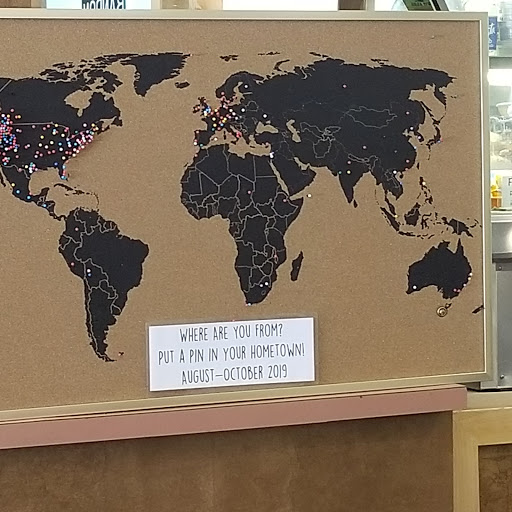 WHERE ARE YOU FROM?
PUT A PIN IN YOUR HOMETOWN!
AUGUST—OCTOBER 2019